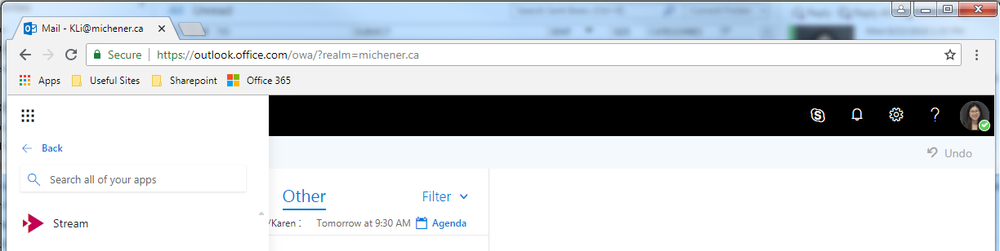 Mail - KLi@michener.ca
Secure https://outlook.office.com/owa/?realm=michener.ca
Apps Useful Sites Sharepoint Office 365
Back
Undo
Search all of your apps
Other Filter
/Karen : Tomorrow at 9:30 AM Agenda
Stream